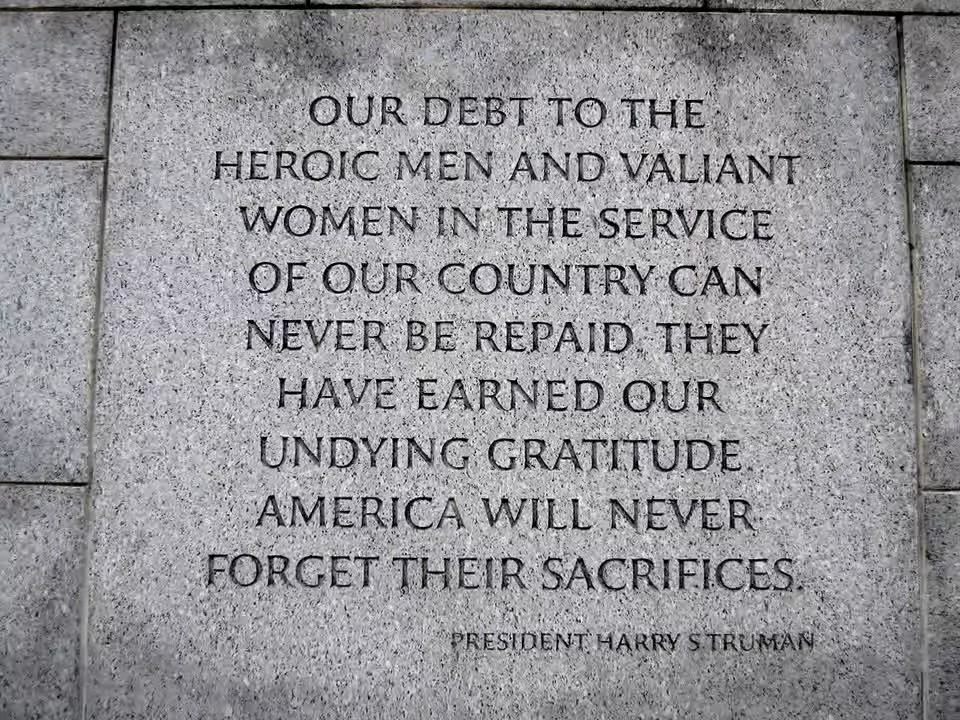 OUR DEBT TO THE
HEROIC MEN AND VALIANT
WOMEN IN THE SERVICE
OF OUR COUNTRY CAN
NEVER BE REPAID. THEY
HAVE EARNED OUR
UNDYING GRATITUDE.
AMERICA WILL NEVER
FORGET THEIR SACRIFICES.
PRESIDENT HARRY S TRUMAN